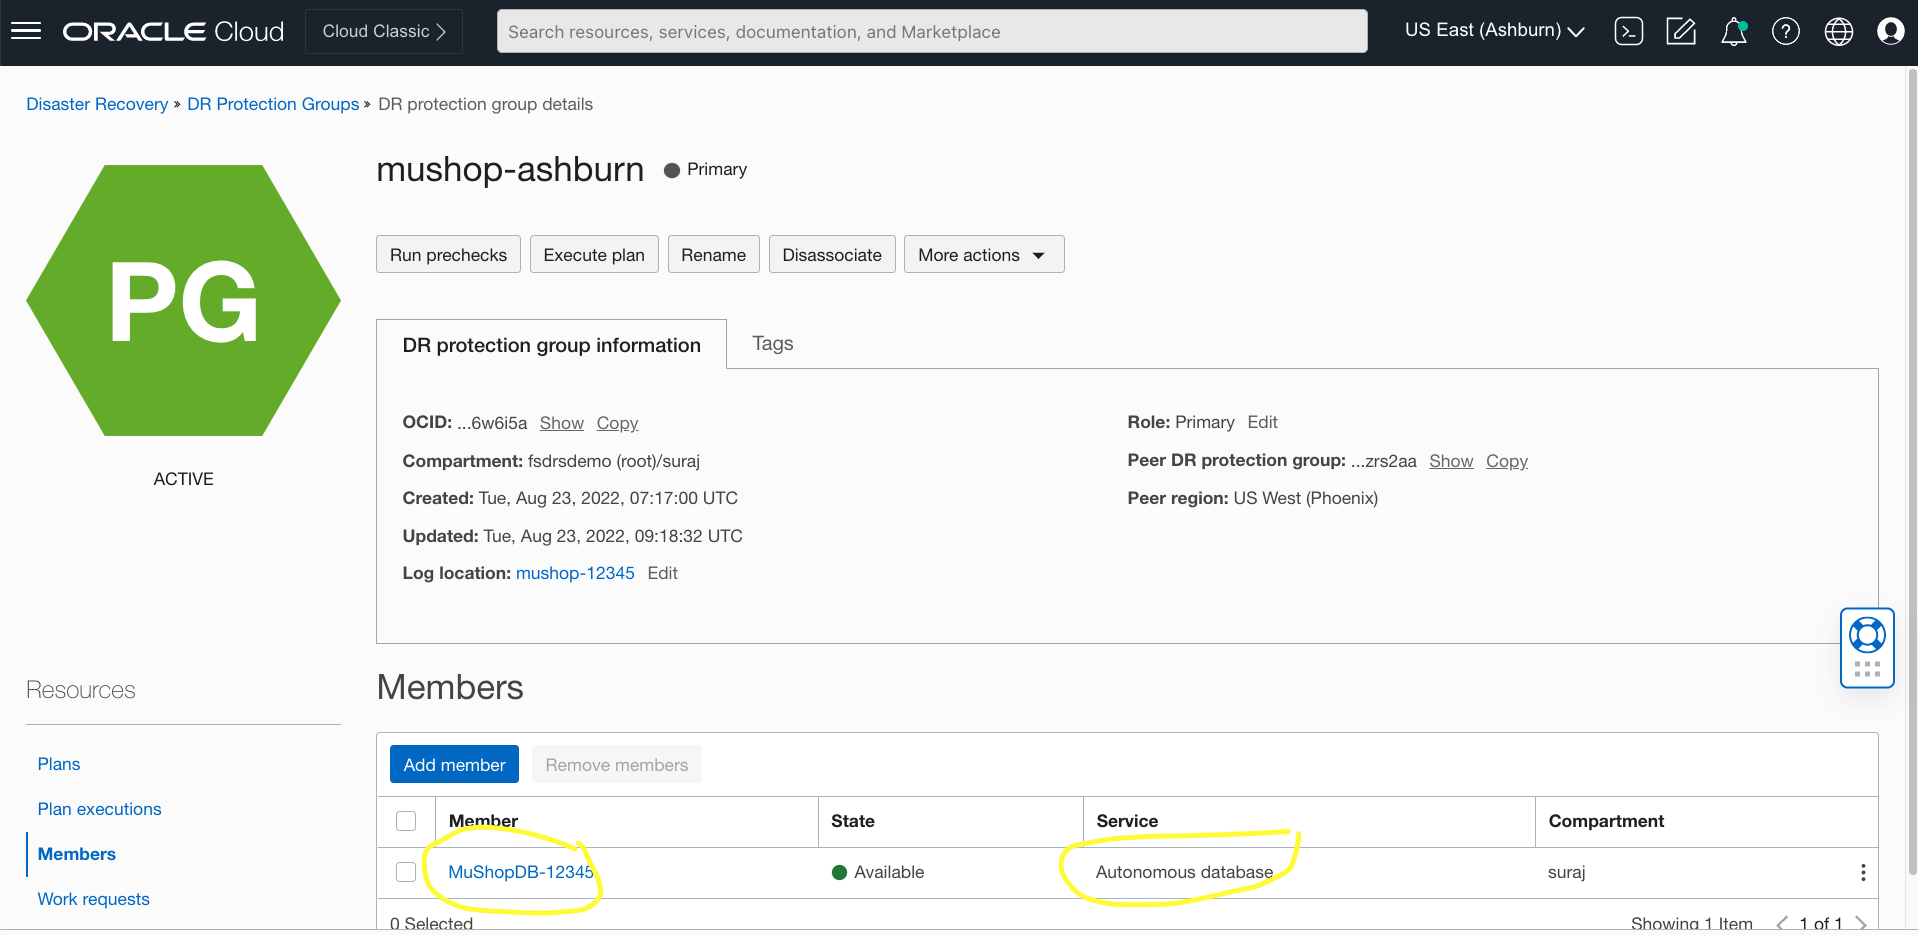 ORACLE Cloud
Cloud Classic
Search resources, services, documentation, and Marketplace
US East (Ashburn)
Disaster Recovery » DR Protection Groups » DR protection group details
PG
ACTIVE
mushop-ashburn
Primary
Run prechecks
Execute plan
Rename
Disassociate
More actions
DR protection group information
Tags
OCID: ...6w6i5a Show Copy
Compartment: fsdrsdemo (root)/suraj
Created: Tue, Aug 23, 2022, 07:17:00 UTC
Updated: Tue, Aug 23, 2022, 09:18:32 UTC
Log location: mushop-12345 Edit
Role: Primary Edit
Peer DR protection group: ...zrs2aa Show Copy
Peer region: US West (Phoenix)
Resources
Plans
Plan executions
Members
Work requests
Members
Add member
Remove members
Member State Service Compartment
MuShopDB-12345 Available Autonomous database suraj
0 Selected
Showing 1 Item
1 of 1